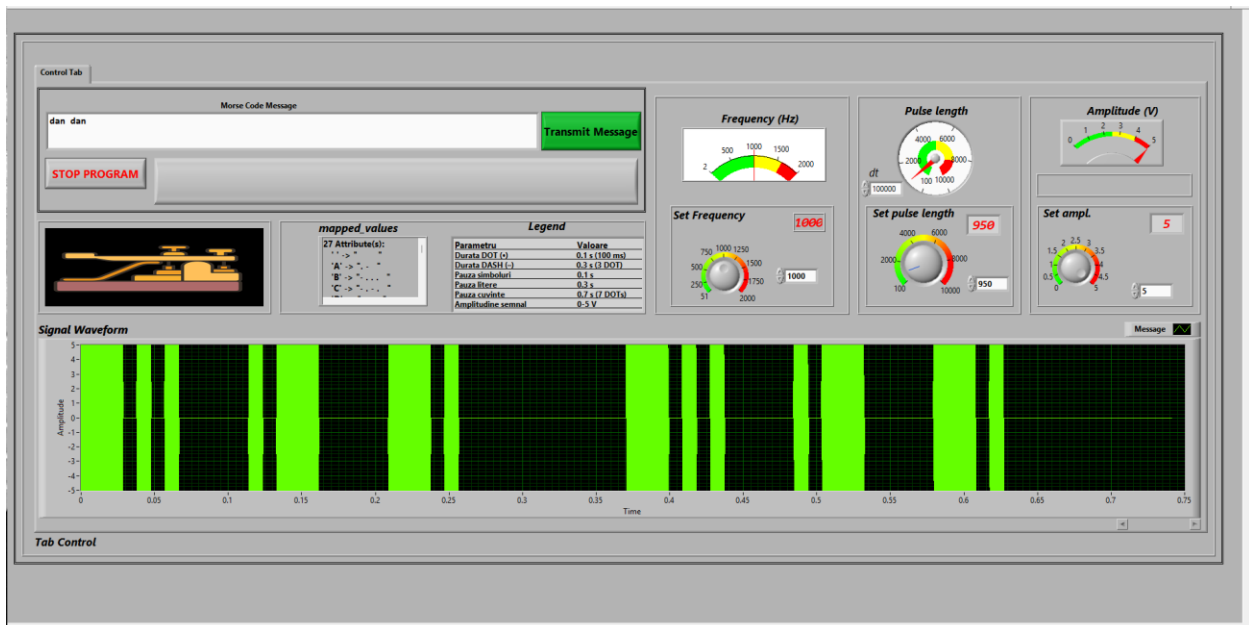 Control Tab
Morse Code Message
dan dan
Transmit Message
STOP PROGRAM
mapped_values
27 Attribute(s):
' ' -> " "
'A' -> ". - "
'B' -> "- . . . "
'C' -> "- . - . "
Legend
Parametru Valoare
Durata DOT (•) 0.1 s (100 ms)
Durata DASH (–) 0.3 s (3 DOT)
Pauza simboluri 0.1 s
Pauza litere 0.3 s
Pauza cuvinte 0.7 s (7 DOTs)
Amplitudine semnal 0-5 V
Frequency (Hz)
2 500 1000 1500 2000
Set Frequency
1000
51 250 500 750 1000 1250 1500 1750 2000
1000
Pulse length
100 2000 4000 6000 8000 10000
dt
100000
Set pulse length
950
100 2000 4000 6000 8000 10000
950
Amplitude (V)
0 1 2 3 4 5
Set ampl.
5
0 0.5 1 1.5 2 2.5 3 3.5 4 4.5 5
5
Signal Waveform
Message
Amplitude
5
4
3
2
1
0
-1
-2
-3
-4
-5
0 0.05 0.1 0.15 0.2 0.25 0.3 0.35 0.4 0.45 0.5 0.55 0.6 0.65 0.7 0.75
Time
Tab Control